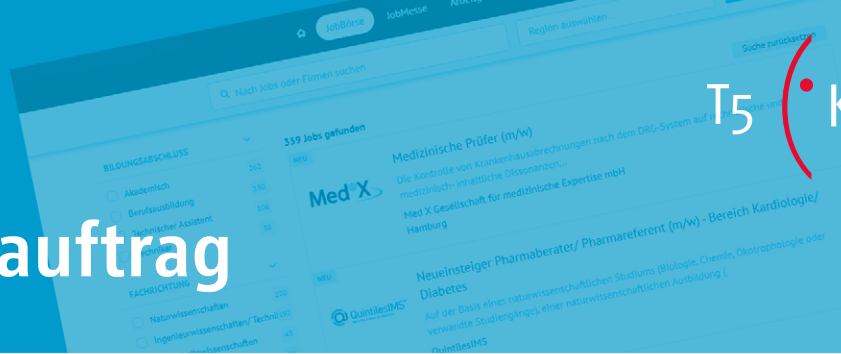 JobBörse
JobMesse
Nach Jobs oder Firmen suchen
Region auswählen...
Suche zurücksetzen
T5 K
339 Jobs gefunden
BILDUNGSABSCHLUSS
Akademisch
Berufsausbildung
Technischer Assistent
Techniker
NEU
Med X
Medizinische Prüfer (m/w)
Die Kontrolle von Krankenhausabrechnungen nach dem DRG-System auf
medizinisch- inhaltliche Dissonanzen...
Med X Gesellschaft für medizinische Expertise mbH
Hamburg
auftrag
FACHRICHTUNG
Naturwissenschaften
Ingenieurwissenschaften/
NEU
QuintilesIMS
Neueinsteiger Pharmaberater/ Pharmareferent (m/w) - Bereich Kardiologie/
Diabetes
Auf der Basis eines naturwissenschaftlichen Studiums (Biologie, Chemie, Ökotrophologie oder
verwandte Studiengänge), einer naturwissenschaftlichen Ausbildung (
QuintilesIMS